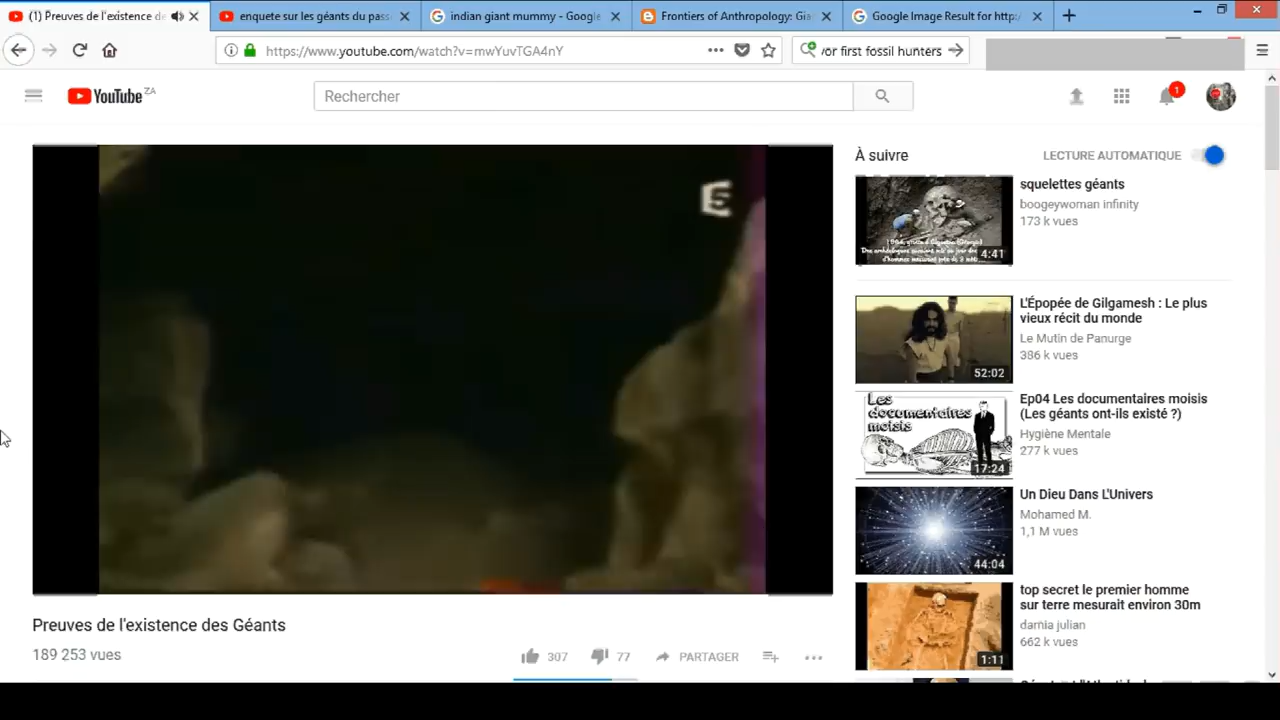 (1) Preuves de l'existence de
enquete sur les géants du pas
indian giant mummy - Google
Frontiers of Anthropology: Gia
Google Image Result for http:/
https://www.youtube.com/watch?v=mwYuvTGA4nY
or first fossil hunters
YouTube ZA
Rechercher
1
5
À suivre
LECTURE AUTOMATIQUE
squelettes géants
boogeywoman infinity
173 k vues
4:41
L'Épopée de Gilgamesh : Le plus
vieux récit du monde
Le Mutin de Panurge
386 k vues
52:02
Les
documentaires
moisis
17:24
Ep04 Les documentaires moisis
(Les géants ont-ils existé ?)
Hygiène Mentale
277 k vues
Un Dieu Dans L'Univers
Mohamed M.
1,1 M vues
44:04
top secret le premier homme
sur terre mesurait environ 30m
darnia julian
662 k vues
1:11
Preuves de l'existence des Géants
189 253 vues
307
77
PARTAGER